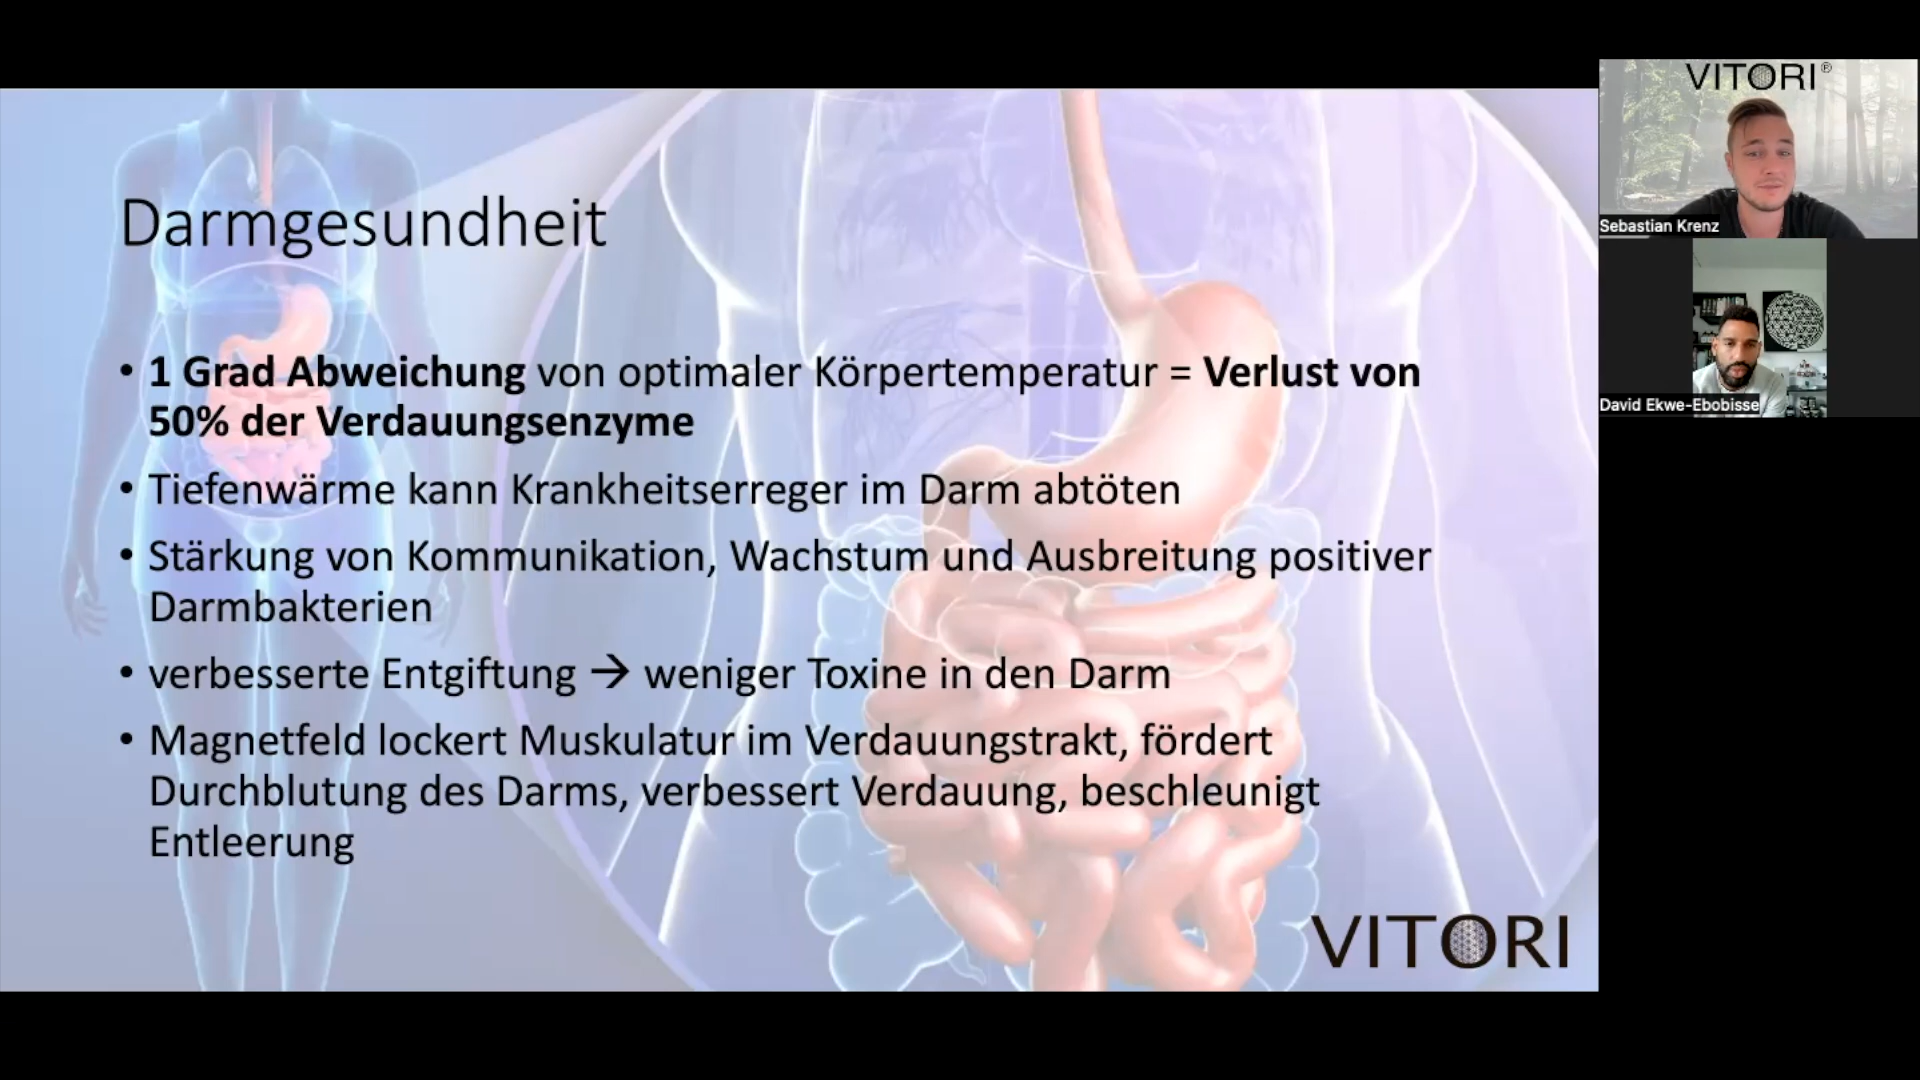 VITORI®
Sebastian Krenz
David Ekwe-Ebobisse
Darmgesundheit
• 1 Grad Abweichung von optimaler Körpertemperatur = Verlust von
50% der Verdauungsenzyme
• Tiefenwärme kann Krankheitserreger im Darm abtöten
• Stärkung von Kommunikation, Wachstum und Ausbreitung positiver
Darmbakterien
• verbesserte Entgiftung → weniger Toxine in den Darm
• Magnetfeld lockert Muskulatur im Verdauungstrakt, fördert
Durchblutung des Darms, verbessert Verdauung, beschleunigt
Entleerung
VITORI